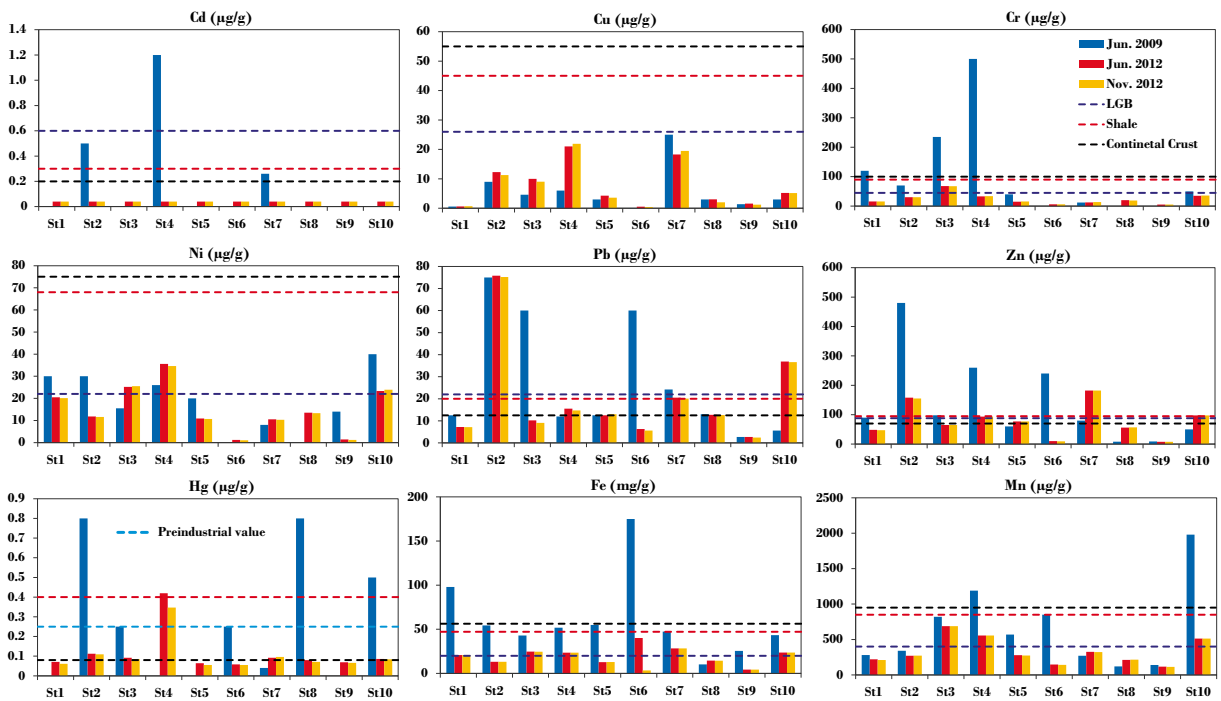 Cd (µg/g)
1.4
1.2
1.0
0.8
0.6
0.4
0.2
0
St1 St2 St3 St4 St5 St6 St7 St8 St9 St10
Cu (µg/g)
60
50
40
30
20
10
0
St1 St2 St3 St4 St5 St6 St7 St8 St9 St10
Cr (µg/g)
600
500
400
300
200
100
0
St1 St2 St3 St4 St5 St6 St7 St8 St9 St10
Jun. 2009
Jun. 2012
Nov. 2012
LGB
Shale
Continetal Crust
Ni (µg/g)
80
70
60
50
40
30
20
10
0
St1 St2 St3 St4 St5 St6 St7 St8 St9 St10
Pb (µg/g)
80
70
60
50
40
30
20
10
0
St1 St2 St3 St4 St5 St6 St7 St8 St9 St10
Zn (µg/g)
600
500
400
300
200
100
0
St1 St2 St3 St4 St5 St6 St7 St8 St9 St10
Hg (µg/g)
0.9
0.8
0.7
0.6
0.5
0.4
0.3
0.2
0.1
0
Preindustrial value
St1 St2 St3 St4 St5 St6 St7 St8 St9 St10
Fe (mg/g)
200
150
100
50
0
St1 St2 St3 St4 St5 St6 St7 St8 St9 St10
Mn (µg/g)
2500
2000
1500
1000
500
0
St1 St2 St3 St4 St5 St6 St7 St8 St9 St10